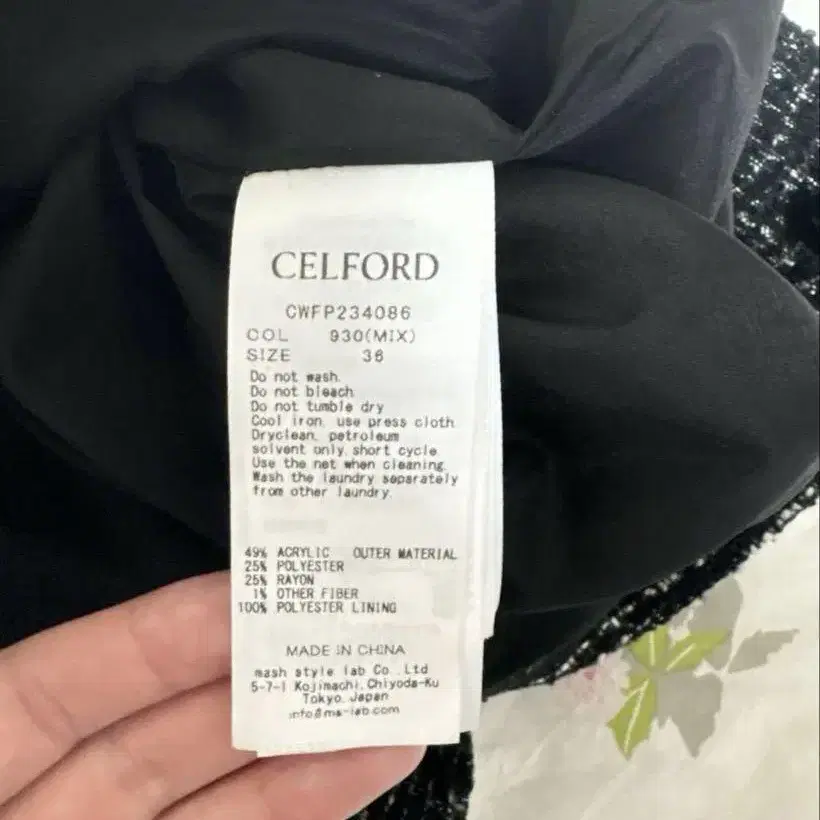 CELFORD
CWFP234086
COL 930(MIX)
SIZE 36
Do not wash.
Do not bleach
Do not tumble dry
Cool iron, use press cloth
Dryclean, petroleum
solvent only, short cycle
Use the net when cleaning.
Wash the laundry separately
from other laundry.
49% ACRYLIC OUTER MATERIAL
25% POLYESTER
25% RAYON
1% OTHER FIBER
100% POLYESTER LINING
MADE IN CHINA
mash style lab Co.,Ltd
5-7-1 Kojimachi, Chiyoda-Ku
Tokyo, Japan
info@ms-lab.com